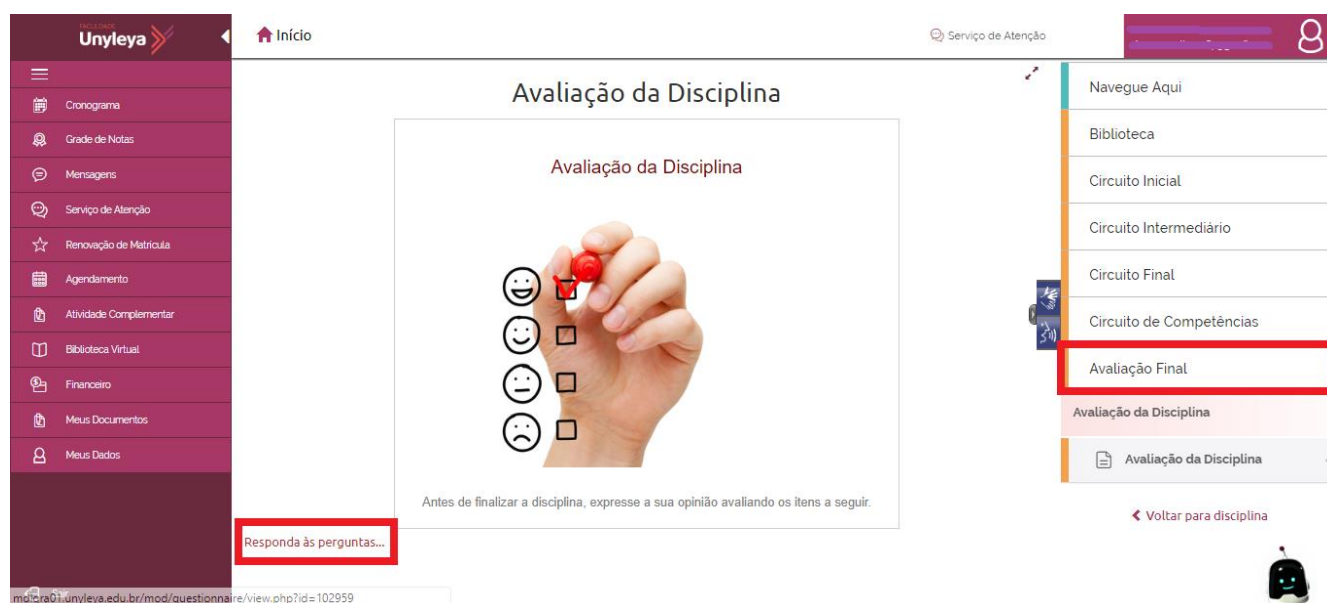 FACULDADE
Unyleya
Início
Serviço de Atenção
Cronograma
Grade de Notas
Mensagens
Serviço de Atenção
Renovação de Matrícula
Agendamento
Atividade Complementar
Biblioteca Virtual
Financeiro
Meus Documentos
Meus Dados
Avaliação da Disciplina
Avaliação da Disciplina
Antes de finalizar a disciplina, expresse a sua opinião avaliando os itens a seguir.
Responda às perguntas...
Navegue Aqui
Biblioteca
Circuito Inicial
Circuito Intermediário
Circuito Final
Circuito de Competências
Avaliação Final
Avaliação da Disciplina
Avaliação da Disciplina
Voltar para disciplina
.unyleya.edu.br/mod/questionnaire/view.php?id=102959